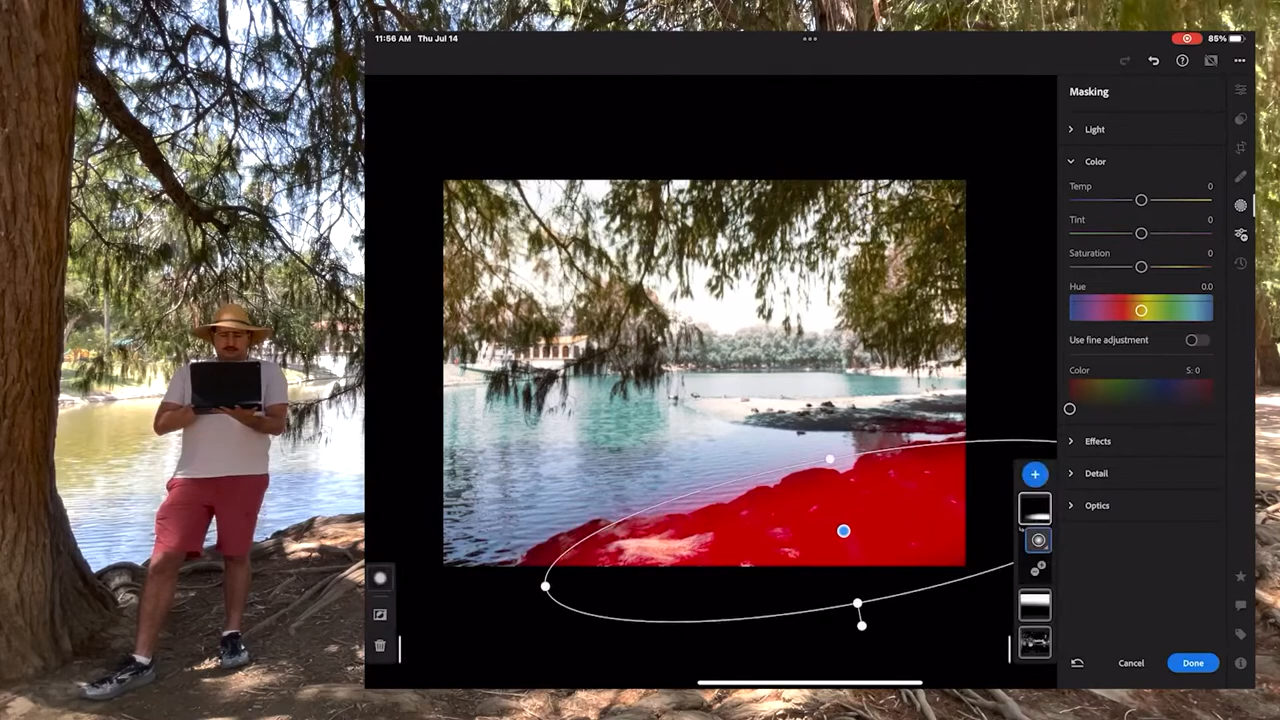 11:56 AM Thu Jul 14
85%
Masking
Light
Color
Temp 0
Tint 0
Saturation 0
Hue 0.0
Use fine adjustment
Color S: 0
Effects
Detail
Optics
Cancel Done